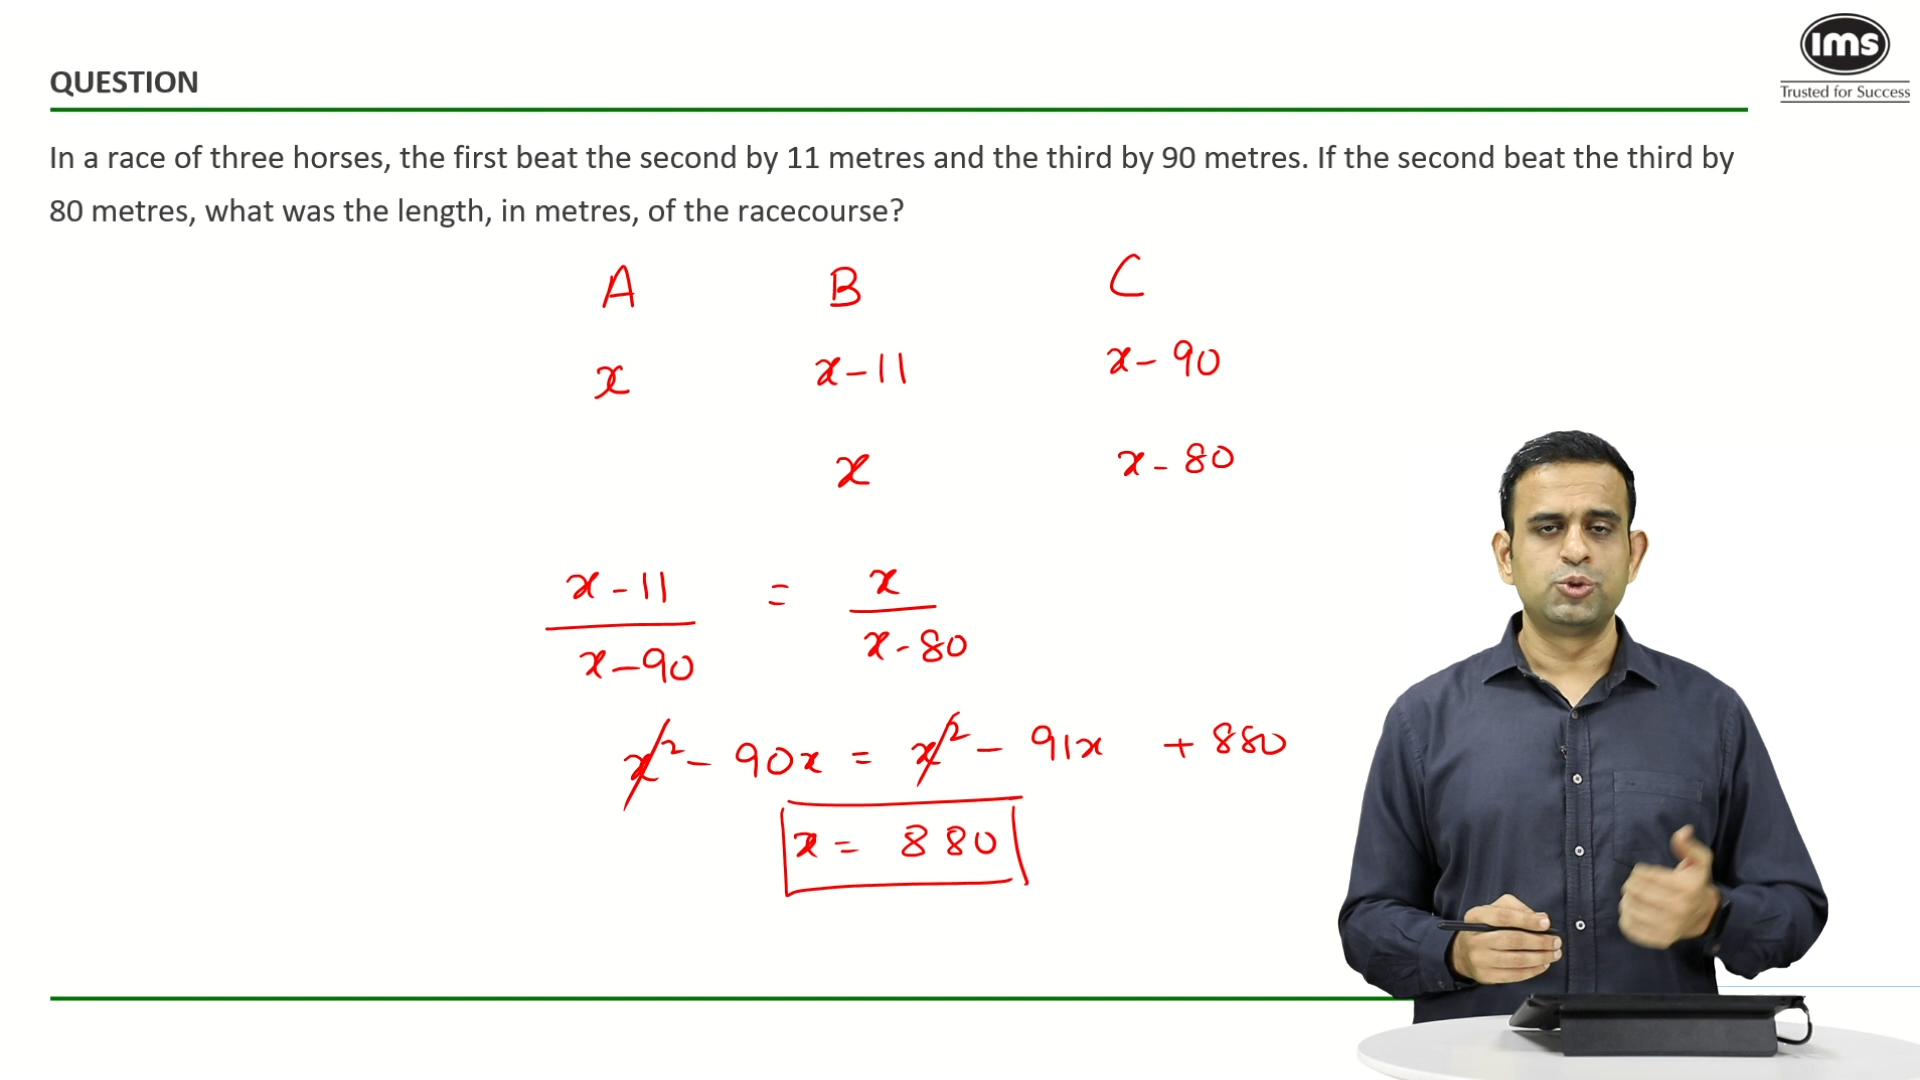 ims
Trusted for Success
QUESTION
In a race of three horses, the first beat the second by 11 metres and the third by 90 metres. If the second beat the third by
80 metres, what was the length, in metres, of the racecourse?
A B C
x x-11 x-90
x x-80
x-11 = x
x-90 x-80
x² - 90x = x² - 91x + 880
x = 880